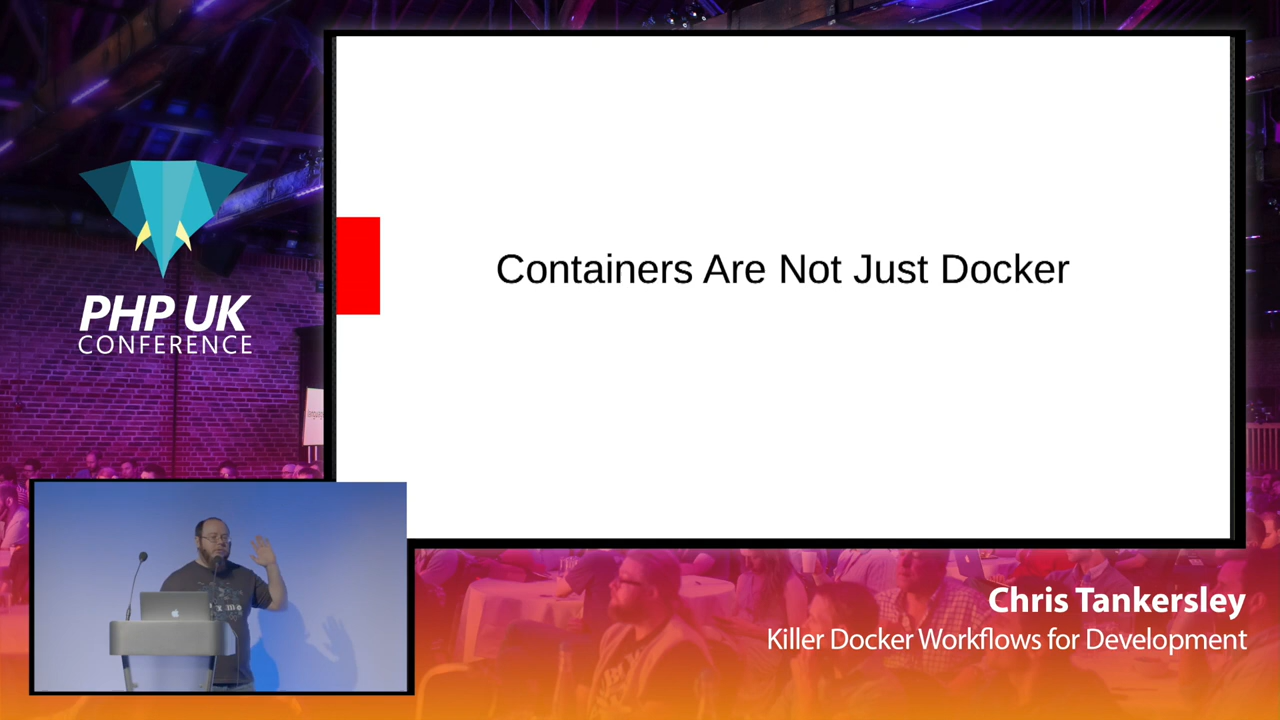 Containers Are Not Just Docker
PHP UK
CONFERENCE
Chris Tankersley
Killer Docker Workflows for Development